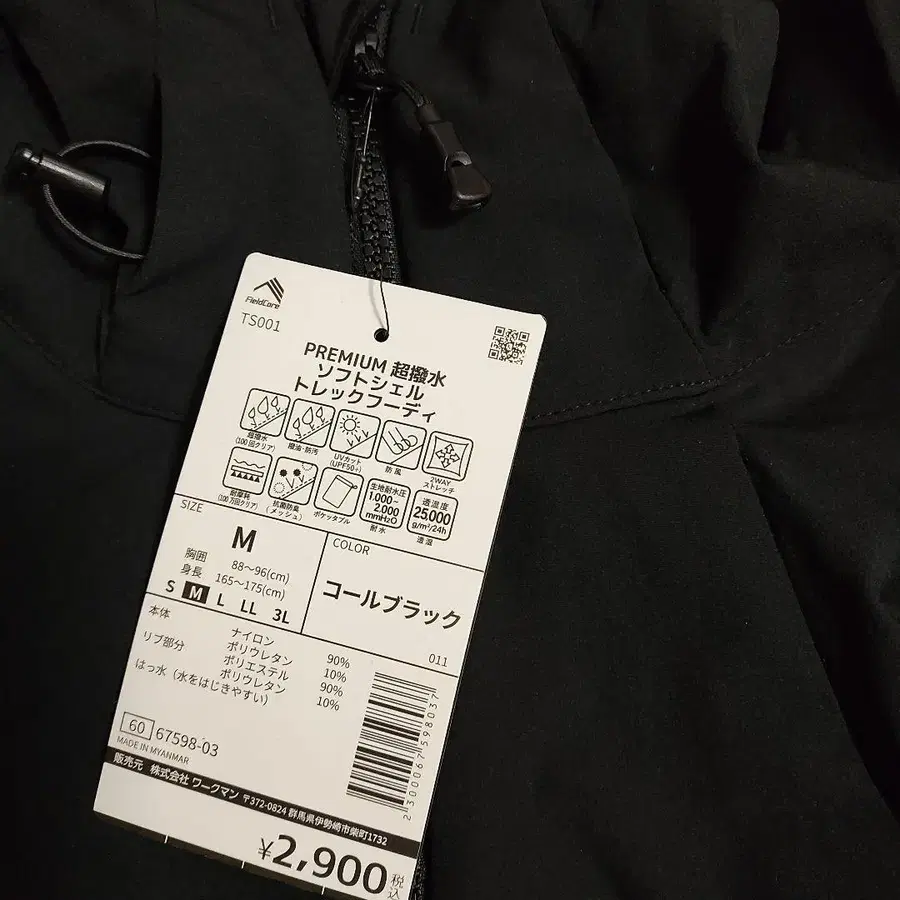 FieldCore
TS001
PREMIUM 超撥水
ソフトシェル
トレックフーディ
超撥水
(100回クリア)
撥油・防汚
UVカット
(UPF50+)
防風
2WAY
ストレッチ
耐摩耗
(100万回クリア)
抗菌防臭
(メッシュ)
ポケッタブル
生地耐水圧
1,000~
2,000
mmH₂O
耐水
透湿度
25,000
g/m²/24h
透湿
SIZE
M
胸囲 88~96(cm)
身長 165~175(cm)
S M L LL 3L
COLOR
コールブラック
011
本体 ナイロン 90%
ポリウレタン 10%
リブ部分 ポリエステル 90%
ポリウレタン 10%
はっ水(水をはじきやすい)
60 67598-03
MADE IN MYANMAR
2300067598037
販売元 株式会社 ワークマン 〒372-0824 群馬県伊勢崎市柴町1732
¥2,900 税込